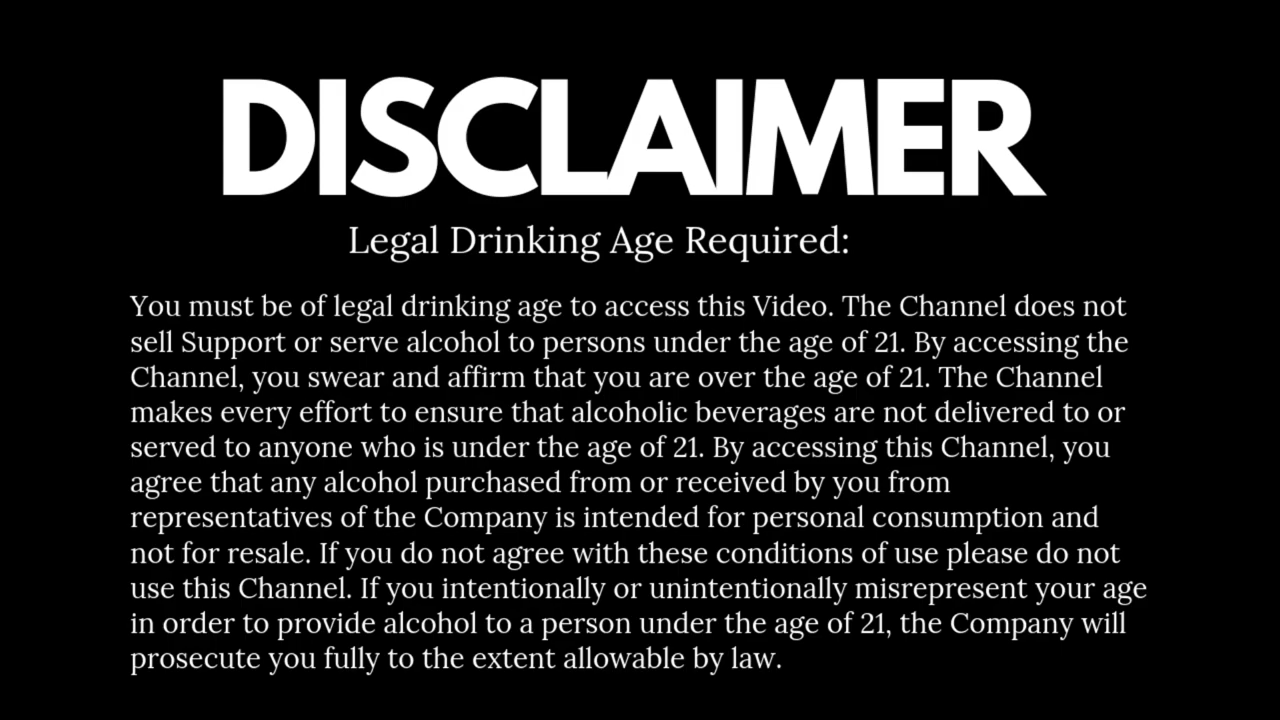 DISCLAIMER
Legal Drinking Age Required:
You must be of legal drinking age to access this Video. The Channel does not
sell Support or serve alcohol to persons under the age of 21. By accessing the
Channel, you swear and affirm that you are over the age of 21. The Channel
makes every effort to ensure that alcoholic beverages are not delivered to or
served to anyone who is under the age of 21. By accessing this Channel, you
agree that any alcohol purchased from or received by you from
representatives of the Company is intended for personal consumption and
not for resale. If you do not agree with these conditions of use please do not
use this Channel. If you intentionally or unintentionally misrepresent your age
in order to provide alcohol to a person under the age of 21, the Company will
prosecute you fully to the extent allowable by law.